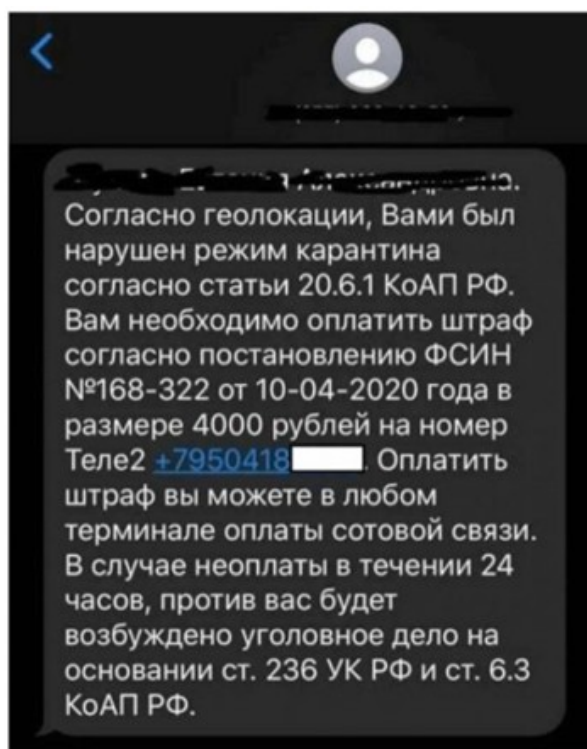 Согласно геолокации, Вами был
нарушен режим карантина
согласно статьи 20.6.1 КоАП РФ.
Вам необходимо оплатить штраф
согласно постановлению ФСИН
№168-322 от 10-04-2020 года в
размере 4000 рублей на номер
Теле2 +7950418 . Оплатить
штраф вы можете в любом
терминале оплаты сотовой связи.
В случае неоплаты в течении 24
часов, против вас будет
возбуждено уголовное дело на
основании ст. 236 УК РФ и ст. 6.3
КоАП РФ.